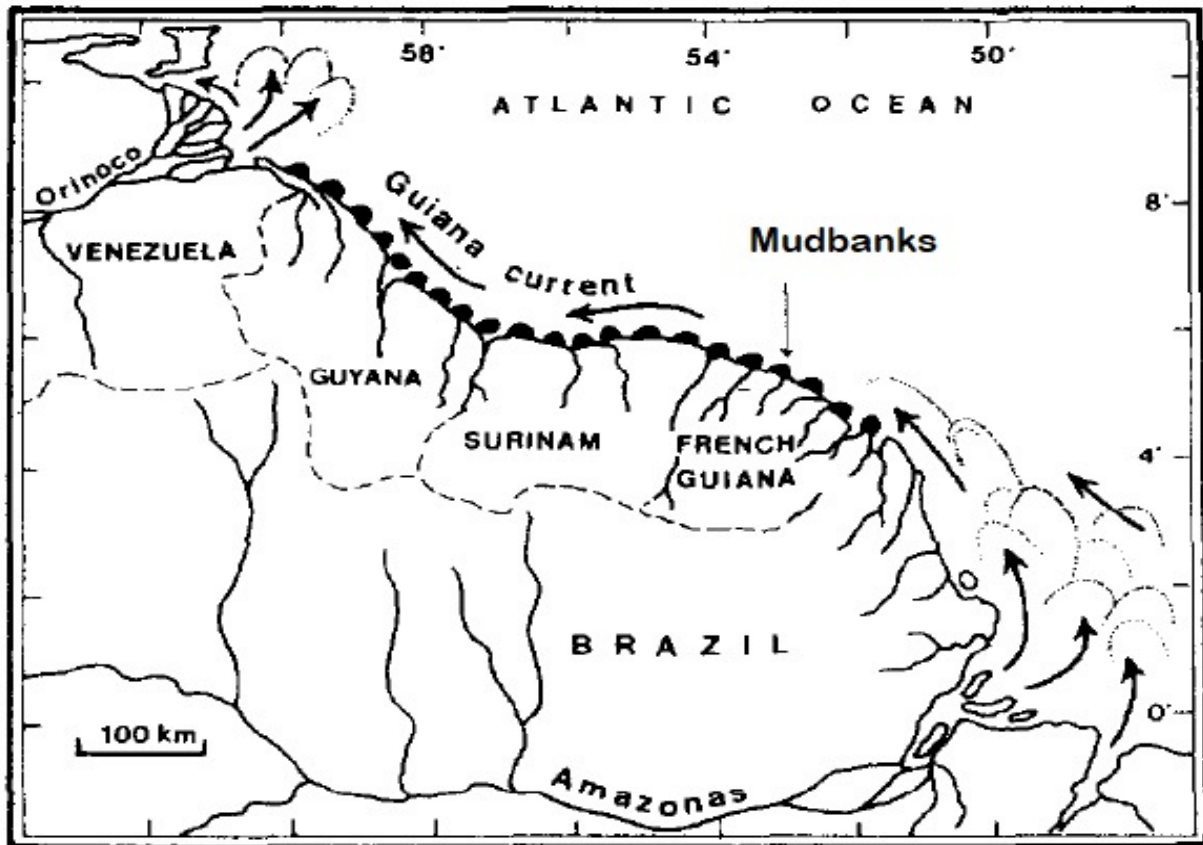 58'
54'
50'
ATLANTIC OCEAN
Orinoco
8'
Guiana
current
Mudbanks
VENEZUELA
GUYANA
SURINAM
FRENCH
GUIANA
4'
BRAZIL
0'
100 km
Amazonas